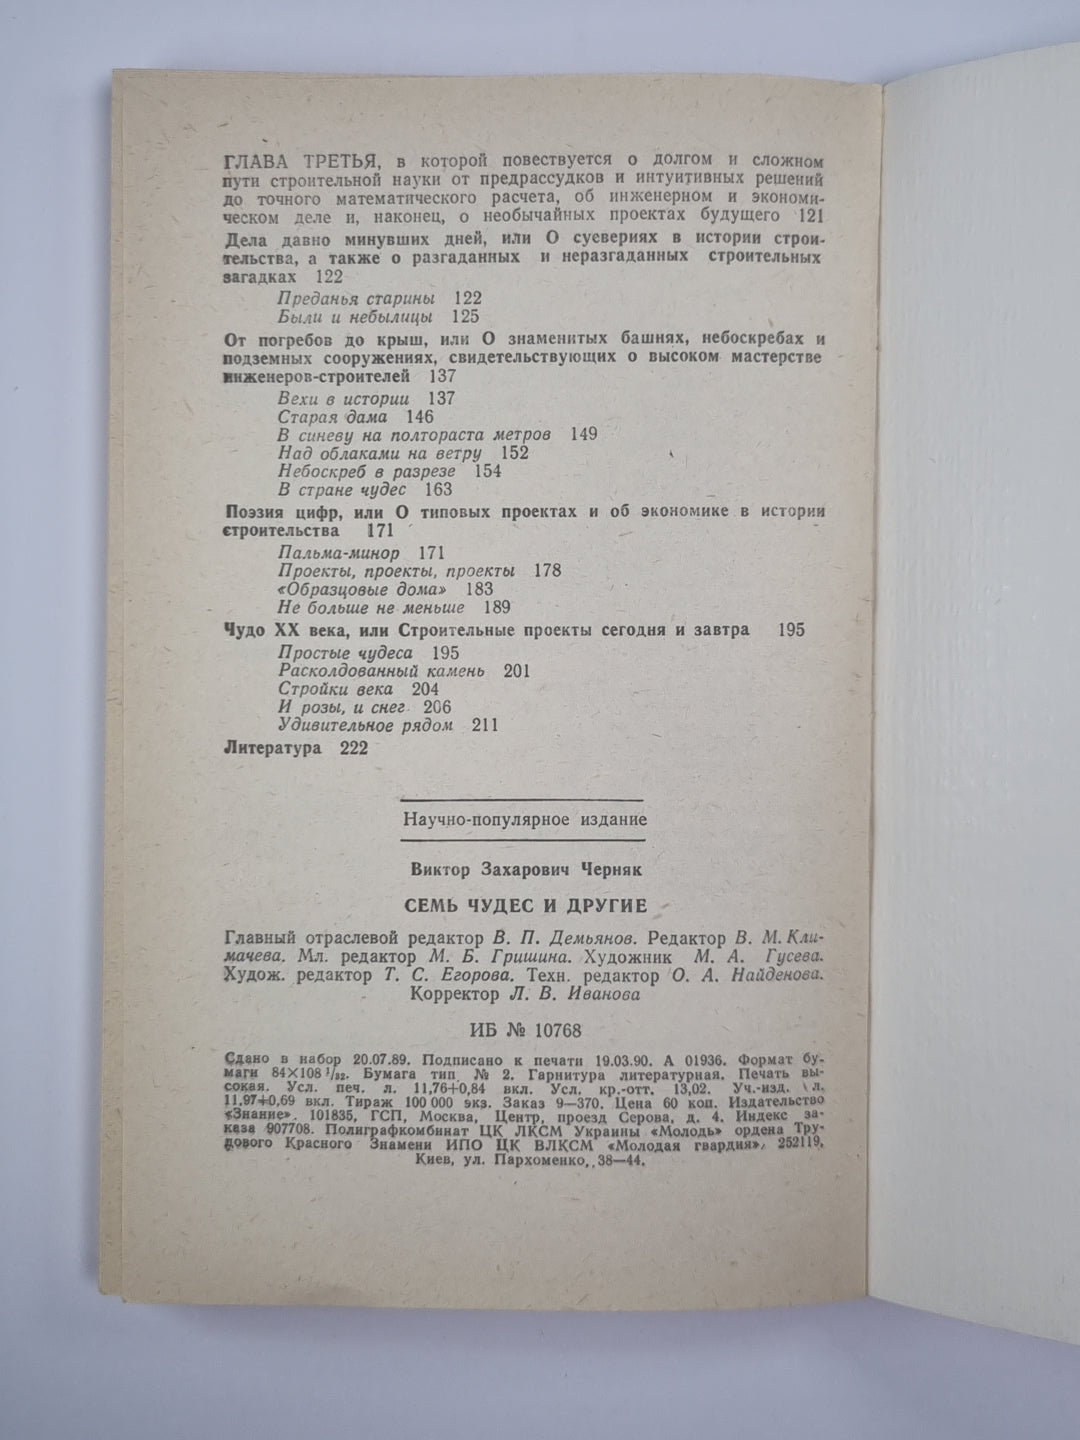 ГЛАВА ТРЕТЬЯ, в которой повествуется о долгом и сложном
пути строительной науки от предрассудков и интуитивных решений
до точного математического расчета, об инженерном и экономи-
ческом деле и, наконец, о необычайных проектах будущего 121
Дела давно минувших дней, или О суевериях в истории строи-
тельства, а также о разгаданных и неразгаданных строительных
загадках 122
Преданья старины 122
Были и небылицы 125
От погребов до крыш, или О знаменитых башнях, небоскребах и
подземных сооружениях, свидетельствующих о высоком мастерстве
инженеров-строителей 137
Вехи в истории 137
Старая дама 146
В синеву на полтораста метров 149
Над облаками на ветру 152
Небоскреб в разрезе 154
В стране чудес 163
Поэзия цифр, или О типовых проектах и об экономике в истории
строительства 171
Пальма-минор 171
Проекты, проекты, проекты 178
«Образцовые дома» 183
Не больше не меньше 189
Чудо XX века, или Строительные проекты сегодня и завтра 195
Простые чудеса 195
Расколдованный камень 201
Стройки века 204
И розы, и снег 206
Удивительное рядом 211
Литература 222
Научно-популярное издание
Виктор Захарович Черняк
СЕМЬ ЧУДЕС И ДРУГИЕ
Главный отраслевой редактор В. П. Демьянов. Редактор В. М. Кли-
мачева. Мл. редактор М. Б. Гришина. Художник М. А. Гусева.
Худож. редактор Т. С. Егорова. Техн. редактор О. А. Найденова.
Корректор Л. В. Иванова
ИБ № 10768
Сдано в набор 20.07.89. Подписано к печати 19.03.90. А 01936. Формат бу-
маги 84×108 1/32. Бумага тип № 2. Гарнитура литературная. Печать вы-
сокая. Усл. печ. л. 11,76+0,84 вкл. Усл. кр.-отт. 13,02. Уч.-изд. л.
11,97+0,69 вкл. Тираж 100 000 экз. Заказ 9—370. Цена 60 коп. Издательство
«Знание». 101835, ГСП, Москва, Центр, проезд Серова, д. 4. Индекс за-
каза 907708. Полиграфкомбинат ЦК ЛКСМ Украины «Молодь» ордена Тру-
дового Красного Знамени ИПО ЦК ВЛКСМ «Молодая гвардия», 252119,
Киев, ул. Пархоменко, 38—44.